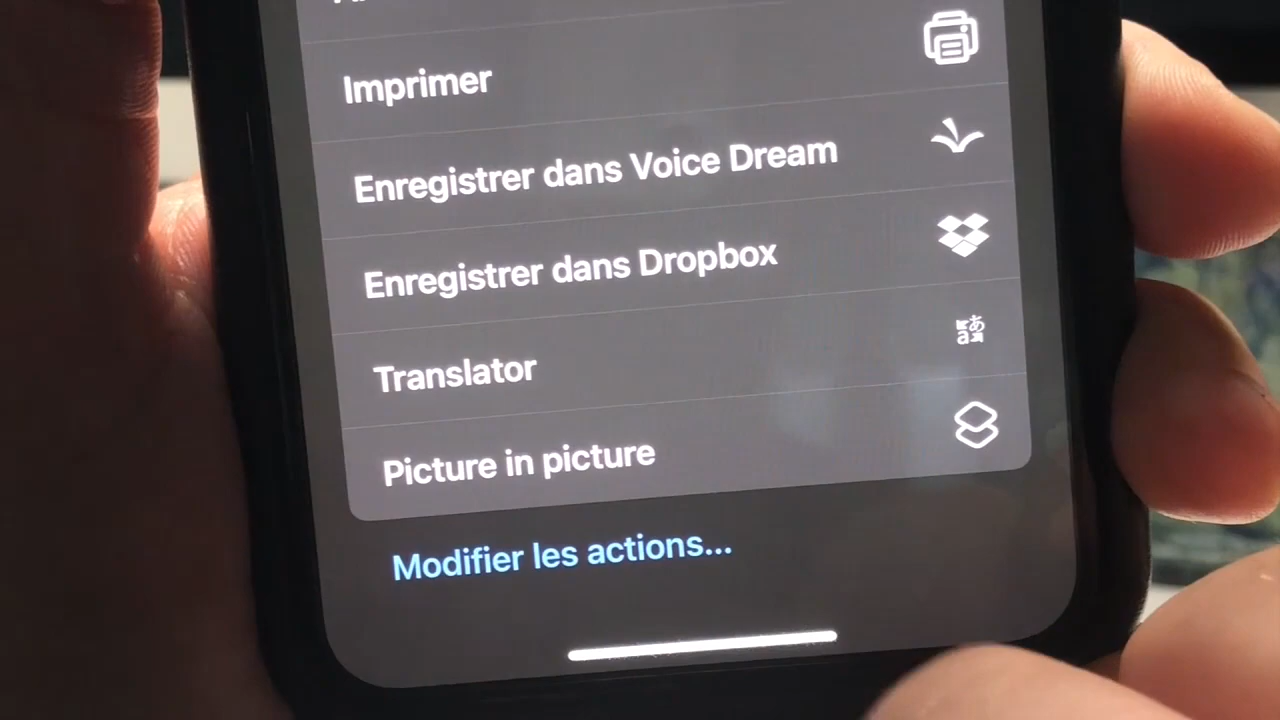 Imprimer
Enregistrer dans Voice Dream
Enregistrer dans Dropbox
Translator
Picture in picture
Modifier les actions...